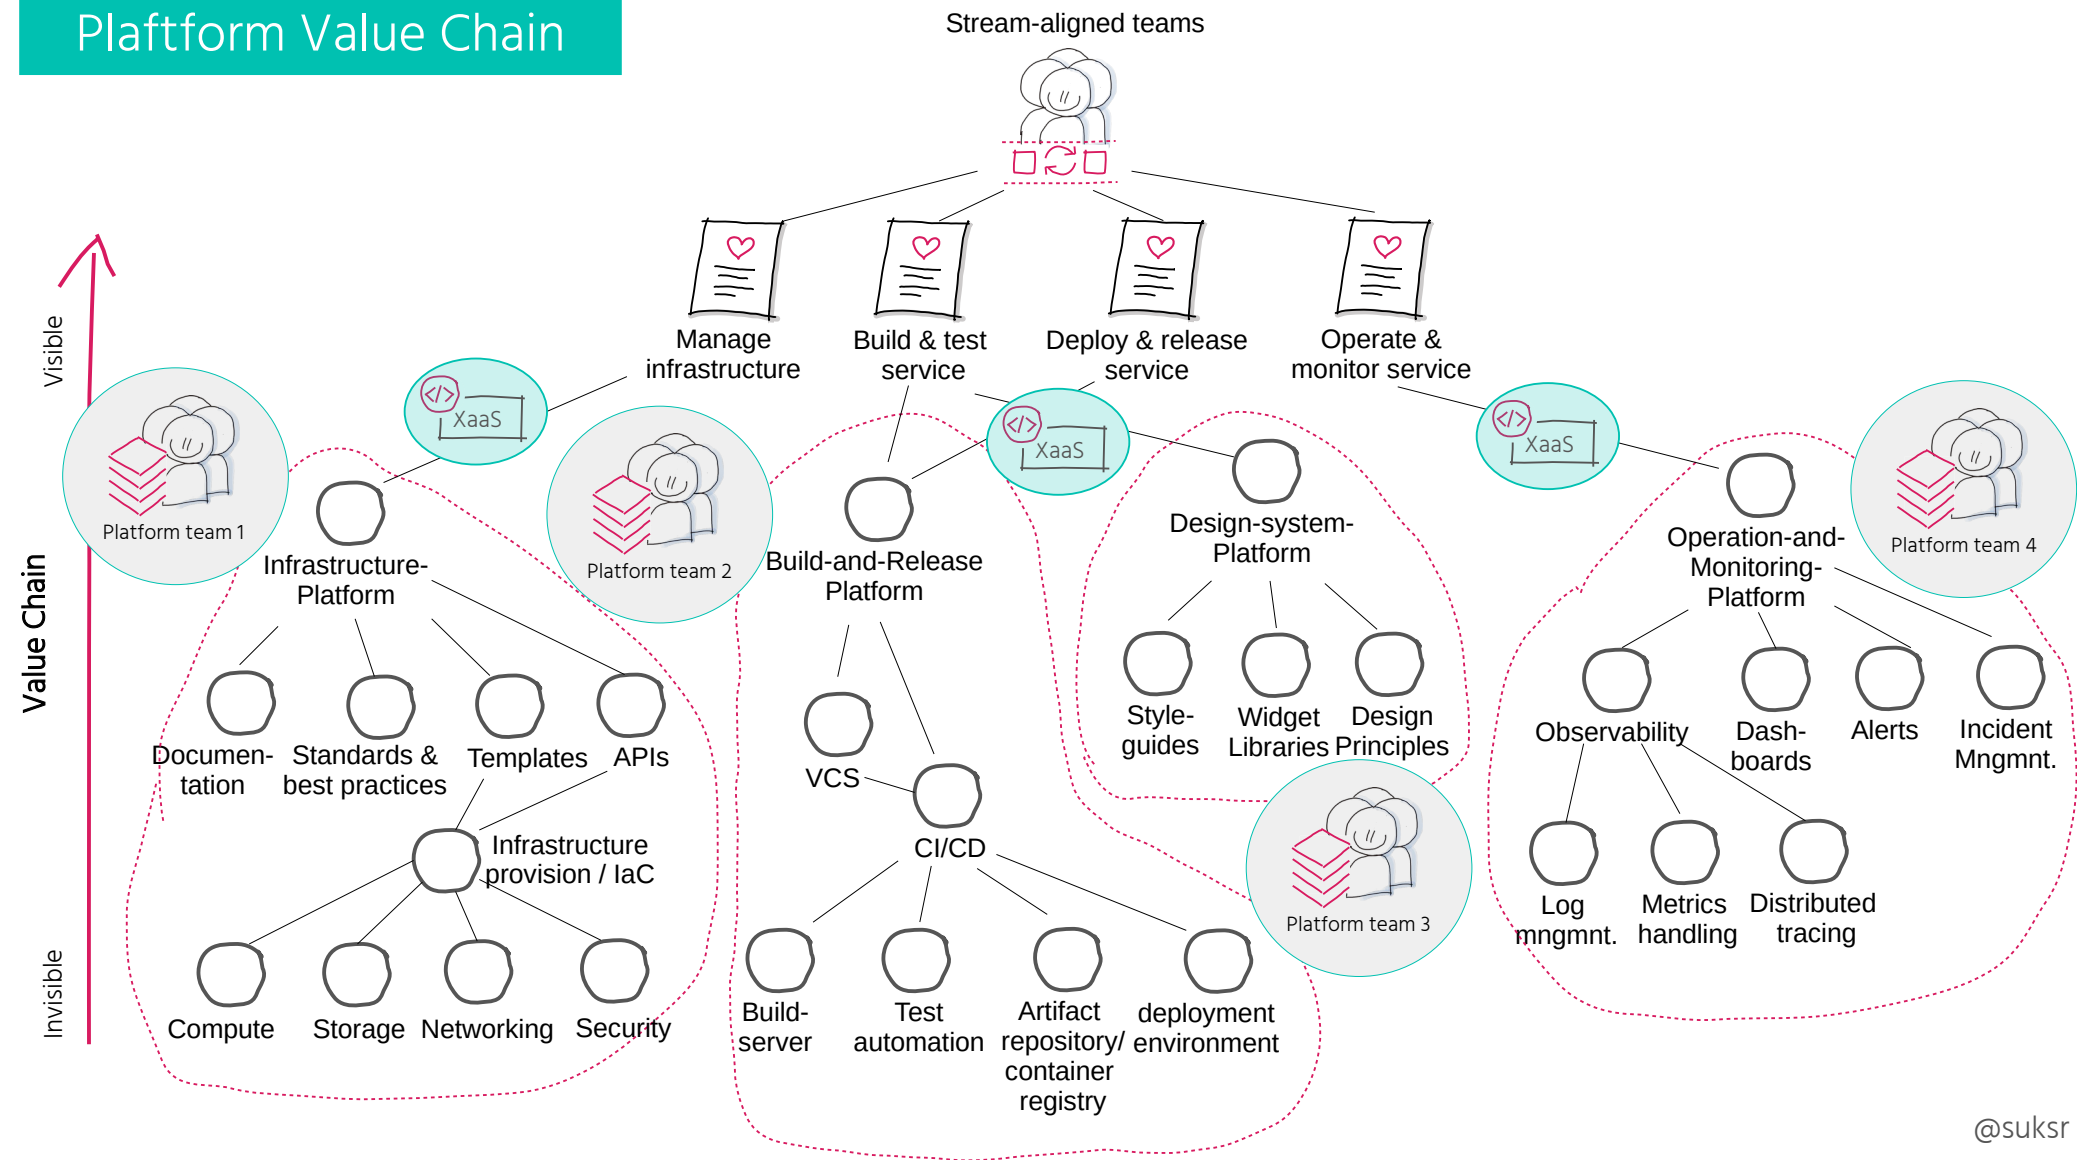 Plaftform Value Chain
Stream-aligned teams
Manage
infrastructure
Build & test
service
Deploy & release
service
Operate &
monitor service
Visible
Value Chain
Invisible
</> XaaS
</> XaaS
</> XaaS
Platform team 1
Infrastructure-
Platform
Documen-
tation
Standards &
best practices
Templates
APIs
Infrastructure
provision / IaC
Compute
Storage
Networking
Security
Platform team 2
Build-and-Release
Platform
VCS
CI/CD
Build-
server
Test
automation
Artifact
repository/
container
registry
deployment
environment
Design-system-
Platform
Style-
guides
Widget
Libraries
Design
Principles
Platform team 3
Operation-and-
Monitoring-
Platform
Platform team 4
Observability
Dash-
boards
Alerts
Incident
Mngmnt.
Log
mngmnt.
Metrics
handling
Distributed
tracing
@suksr